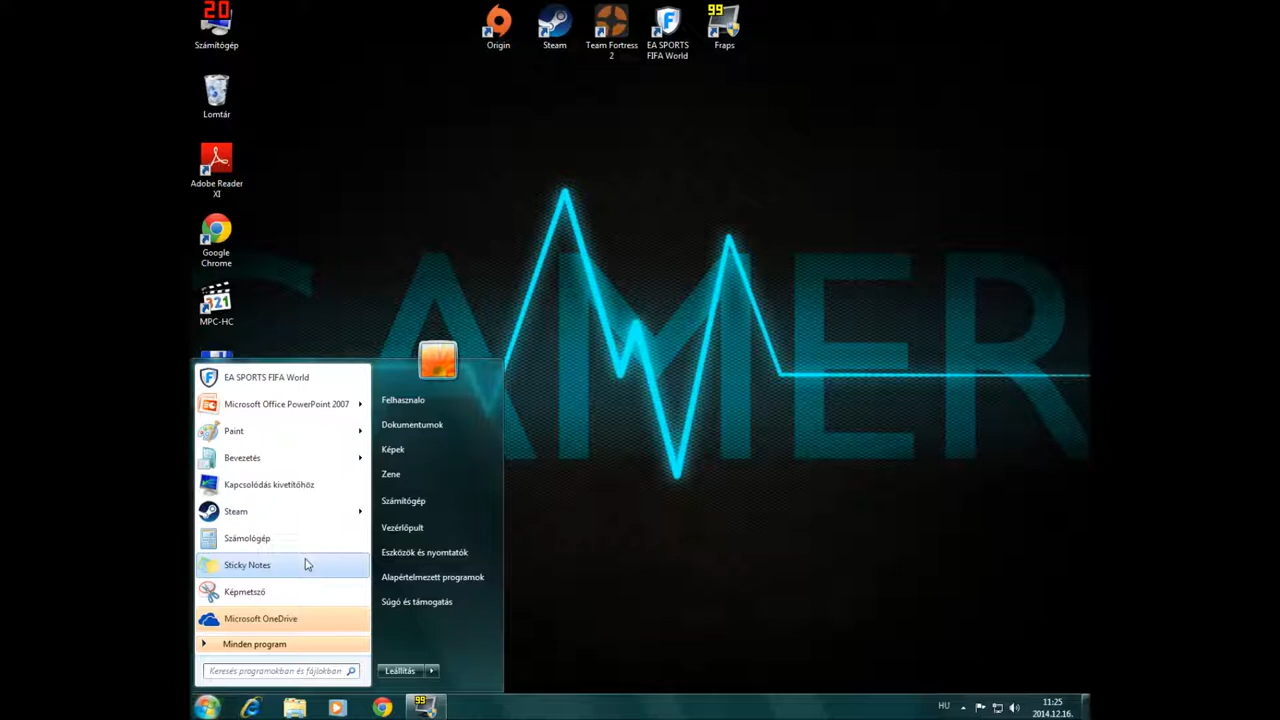 20
Számítógép
Origin
Steam
Team Fortress
2
EA SPORTS
FIFA World
99
Fraps
Lomtár
Adobe Reader
XI
Google
Chrome
321
MPC-HC
GAMER
EA SPORTS FIFA World
Microsoft Office PowerPoint 2007
Paint
Bevezetés
Kapcsolódás kivetítőhöz
Steam
Számológép
Sticky Notes
Képmetsző
Microsoft OneDrive
Minden program
Keresés programokban és fájlokban
Felhasznalo
Dokumentumok
Képek
Zene
Számítógép
Vezérlőpult
Eszközök és nyomtatók
Alapértelmezett programok
Súgó és támogatás
Leállítás
99
HU
11:25
2014.12.16.